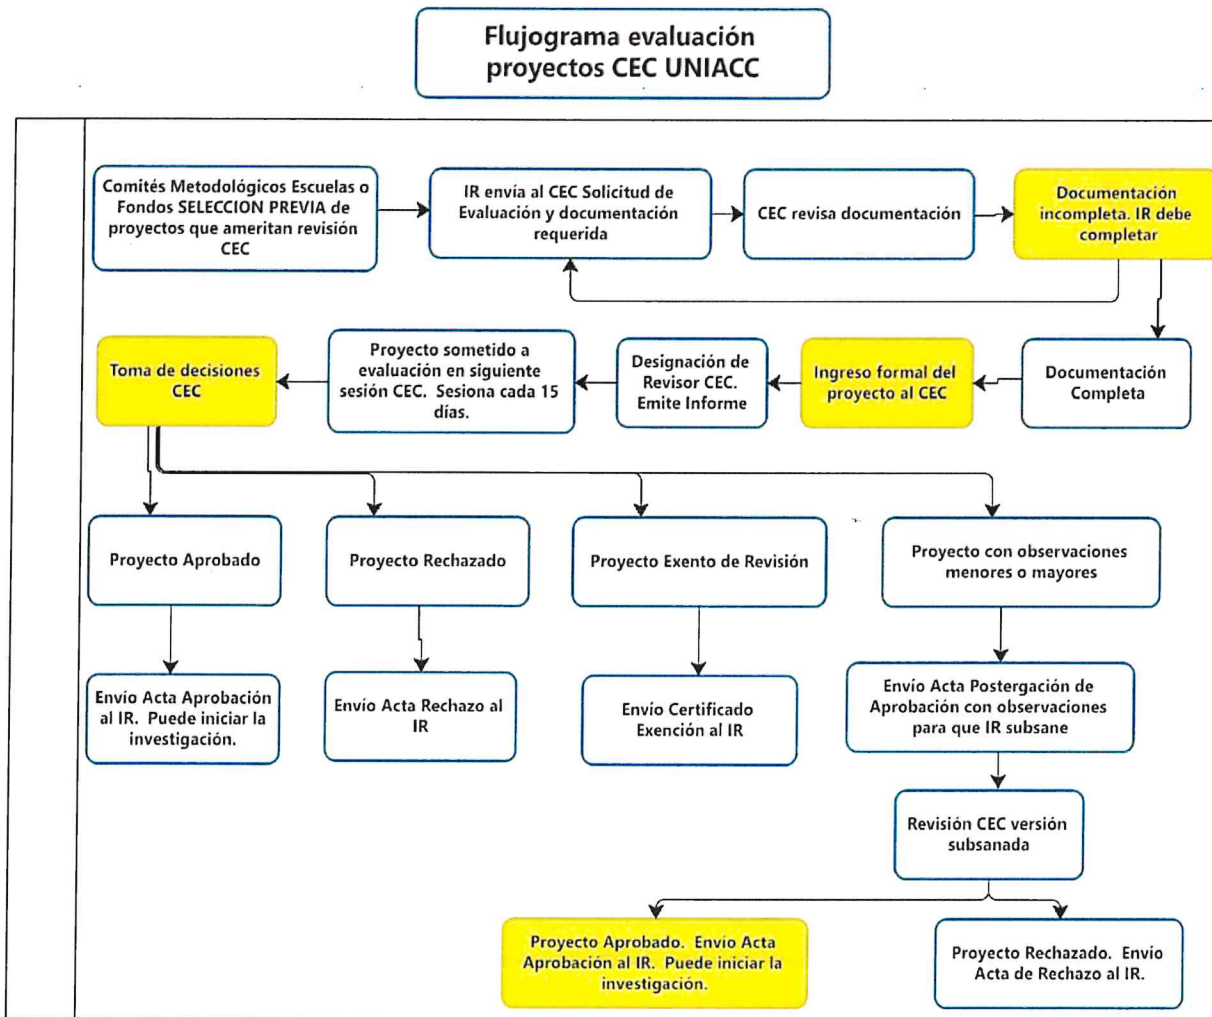 Flujograma evaluación
proyectos CEC UNIACC
Comités Metodológicos Escuelas o
Fondos SELECCION PREVIA de
proyectos que ameritan revisión
CEC
IR envía al CEC Solicitud de
Evaluación y documentación
requerida
CEC revisa documentación
Documentación
incompleta. IR debe
completar
Toma de decisiones
CEC
Proyecto sometido a
evaluación en siguiente
sesión CEC. Sesiona cada 15
días.
Designación de
Revisor CEC.
Emite Informe
Ingreso formal del
proyecto al CEC
Documentación
Completa
Proyecto Aprobado
Proyecto Rechazado
Proyecto Exento de Revisión
Proyecto con observaciones
menores o mayores
Envío Acta Aprobación
al IR. Puede iniciar la
investigación.
Envío Acta Rechazo al
IR
Envío Certificado
Exención al IR
Envío Acta Postergación de
Aprobación con observaciones
para que IR subsane
Revisión CEC versión
subsanada
Proyecto Aprobado. Envío Acta
Aprobación al IR. Puede iniciar la
investigación.
Proyecto Rechazado. Envío
Acta de Rechazo al IR.